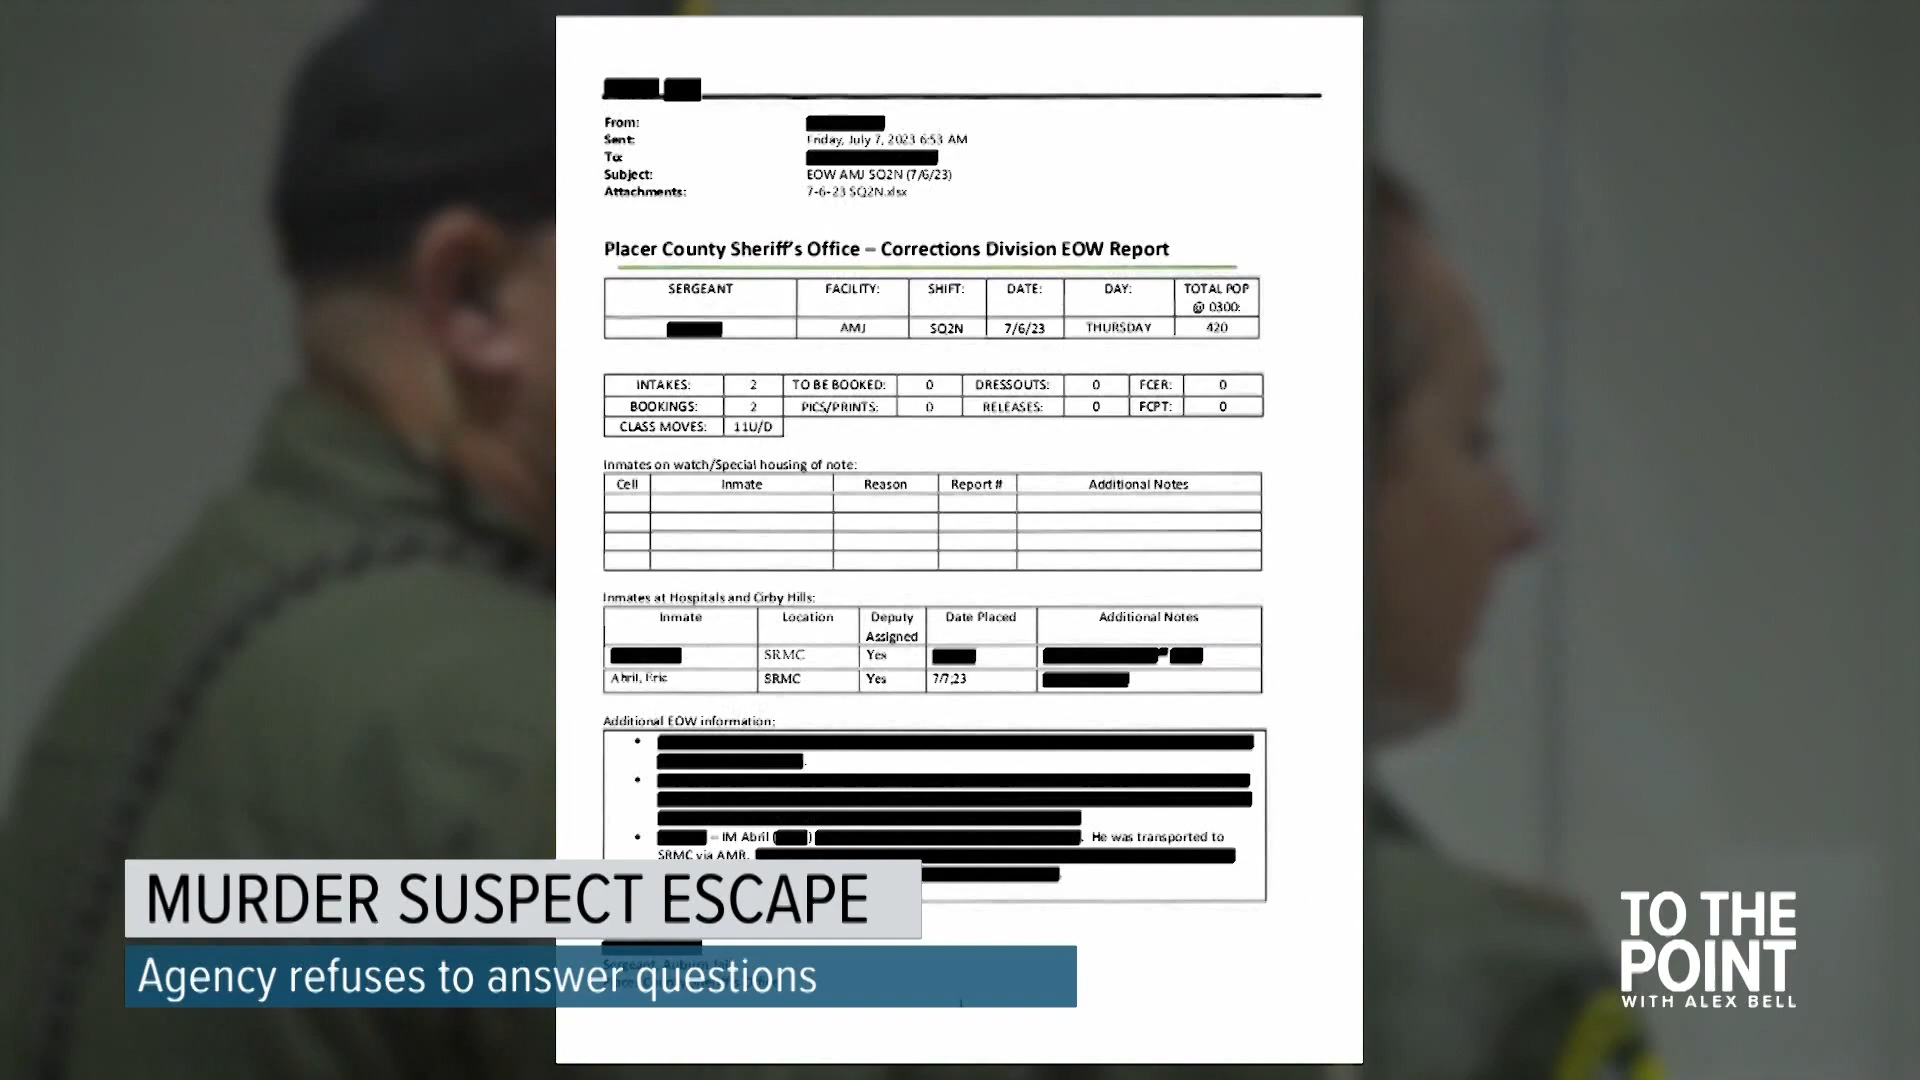 From:
Sent: Friday, July 7, 2023 6:53 AM
To:
Subject: EOW AMJ SQ2N (7/6/23)
Attachments: 7-6-23 SQ2N.xlsx
Placer County Sheriff's Office – Corrections Division EOW Report
SERGEANT FACILITY: SHIFT: DATE: DAY: TOTAL POP
@ 0300:
AMJ SQ2N 7/6/23 THURSDAY 420
INTAKES: 2 TO BE BOOKED: 0 DRESSOUTS: 0 FCER: 0
BOOKINGS: 2 PICS/PRINTS: 0 RELEASES: 0 FCPT: 0
CLASS MOVES: 11U/D
Inmates on watch/Special housing of note:
Cell Inmate Reason Report # Additional Notes
Inmates at Hospitals and Cirby Hills:
Inmate Location Deputy Date Placed Additional Notes
Assigned
SRMC Yes
Abril, Eric SRMC Yes 7/7,23
Additional EOW information:
– IM Abril ( ) . He was transported to
SRMC via AMR.
MURDER SUSPECT ESCAPE
Sergeant, Auburn Jail
Agency refuses to answer questions
TO THE
POINT
WITH ALEX BELL